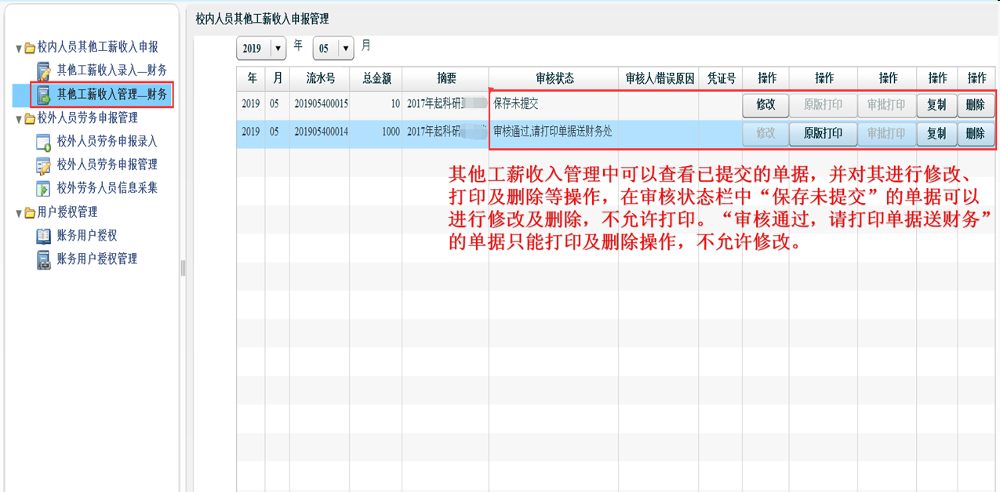 校内人员其他工薪收入申报
其他工薪收入录入—财务
其他工薪收入管理—财务
校外人员劳务申报管理
校外人员劳务申报录入
校外人员劳务申报管理
校外劳务人员信息采集
用户授权管理
账务用户授权
账务用户授权管理
校内人员其他工薪收入申报管理
2019 年 05 月
年 月 流水号 总金额 摘要 审核状态 审核人/错误原因 凭证号 操作 操作 操作 操作 操作
2019 05 201905400015 10 2017年起科研 保存未提交 修改 原版打印 审批打印 复制 删除
2019 05 201905400014 1000 2017年起科研 审核通过,请打印单据送财务处 修改 原版打印 审批打印 复制 删除
其他工薪收入管理中可以查看已提交的单据，并对其进行修改、
打印及删除等操作，在审核状态栏中“保存未提交”的单据可以
进行修改及删除，不允许打印。“审核通过，请打印单据送财务”
的单据只能打印及删除操作，不允许修改。